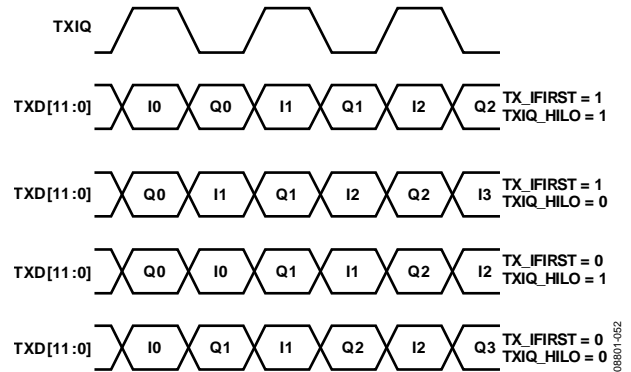 TXIQ
TXD[11:0] I0 Q0 I1 Q1 I2 Q2 TX_IFIRST = 1
TXIQ_HILO = 1
TXD[11:0] Q0 I1 Q1 I2 Q2 I3 TX_IFIRST = 1
TXIQ_HILO = 0
TXD[11:0] Q0 I0 Q1 I1 Q2 I2 TX_IFIRST = 0
TXIQ_HILO = 1
TXD[11:0] I0 Q1 I1 Q2 I2 Q3 TX_IFIRST = 0
TXIQ_HILO = 0
08801-052